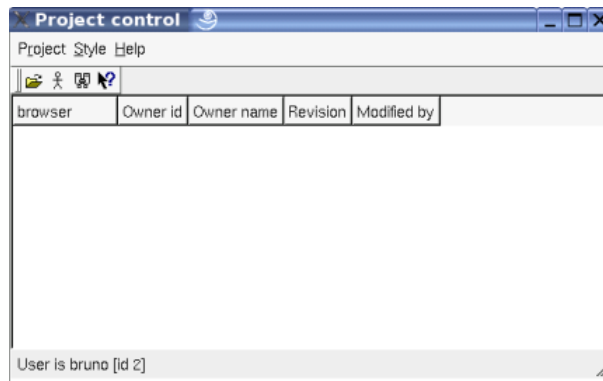 Project control
Project Style Help
browser Owner id Owner name Revision Modified by
User is bruno [id 2]